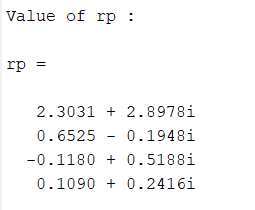 Value of rp :
rp =
2.3031 + 2.8978i
0.6525 - 0.1948i
-0.1180 + 0.5188i
0.1090 + 0.2416i